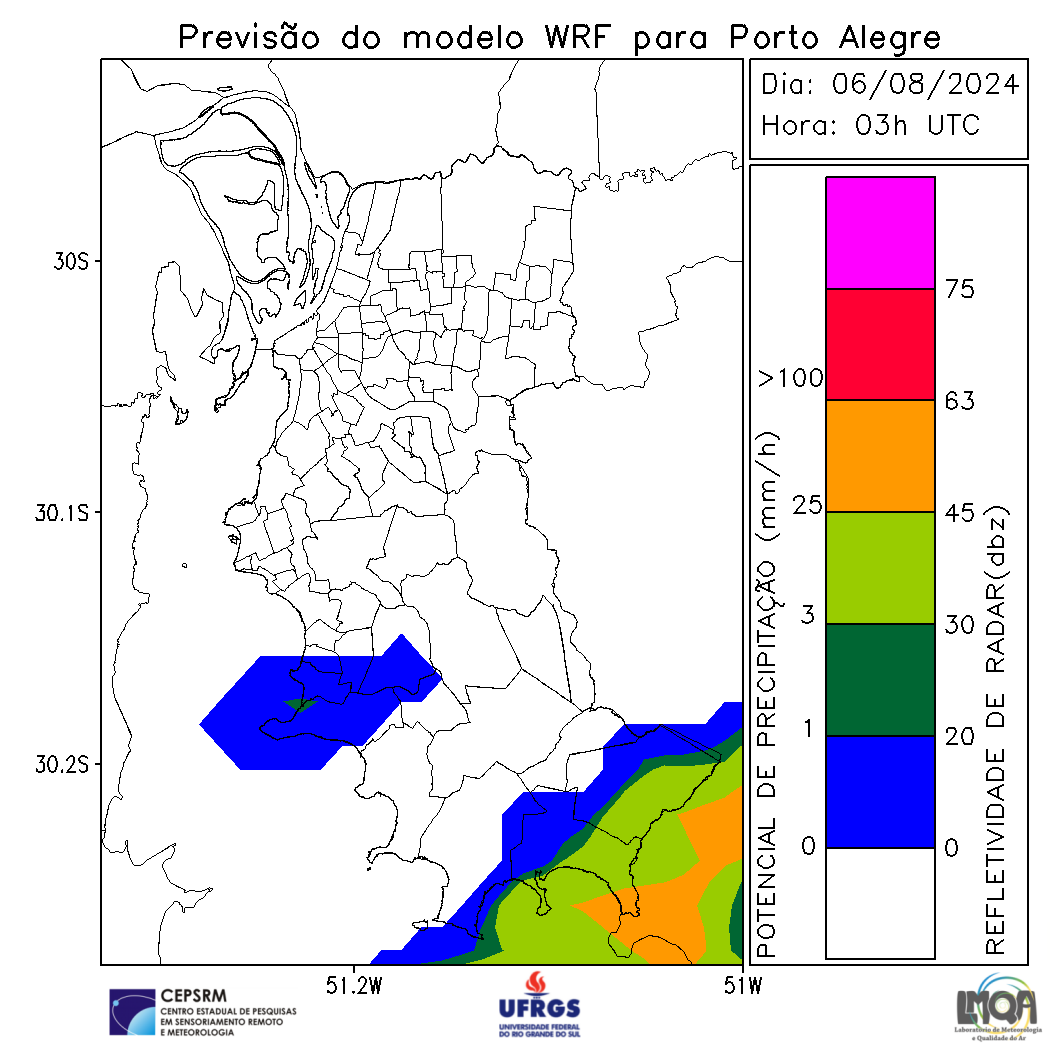 Previsão do modelo WRF para Porto Alegre
Dia: 06/08/2024
Hora: 03h UTC
30S
30.1S
30.2S
51.2W
51W
POTENCIAL DE PRECIPITAÇÃO (mm/h)
>100
25
3
1
0
75
63
45
30
20
0
REFLETIVIDADE DE RADAR(dbz)
CEPSRM
CENTRO ESTADUAL DE PESQUISAS
EM SENSORIAMENTO REMOTO
E METEOROLOGIA
UFRGS
UNIVERSIDADE FEDERAL
DO RIO GRANDE DO SUL
LMQA
Laboratório de Meteorologia
e Qualidade do Ar